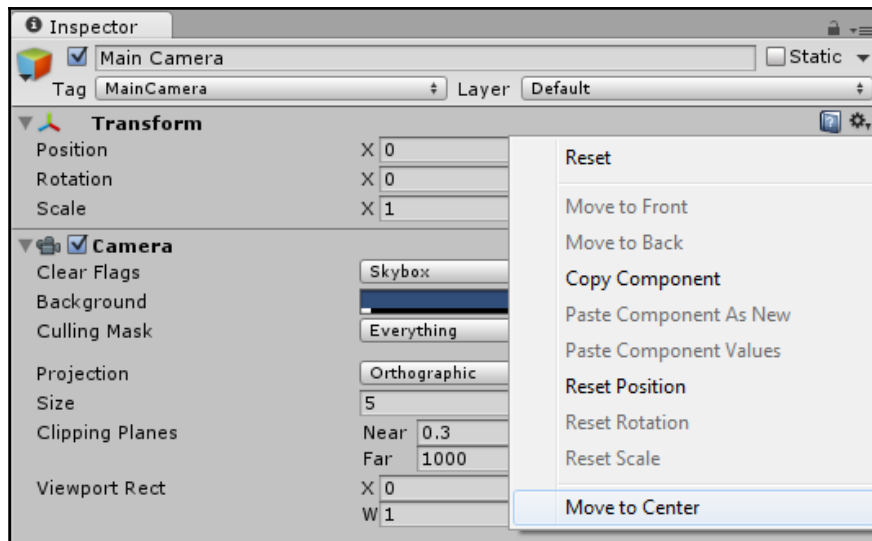 Inspector
Main Camera Static
Tag MainCamera Layer Default
Transform
Position X 0
Rotation X 0
Scale X 1
Camera
Clear Flags Skybox
Background
Culling Mask Everything
Projection Orthographic
Size 5
Clipping Planes Near 0.3
Far 1000
Viewport Rect X 0
W 1
Reset
Move to Front
Move to Back
Copy Component
Paste Component As New
Paste Component Values
Reset Position
Reset Rotation
Reset Scale
Move to Center